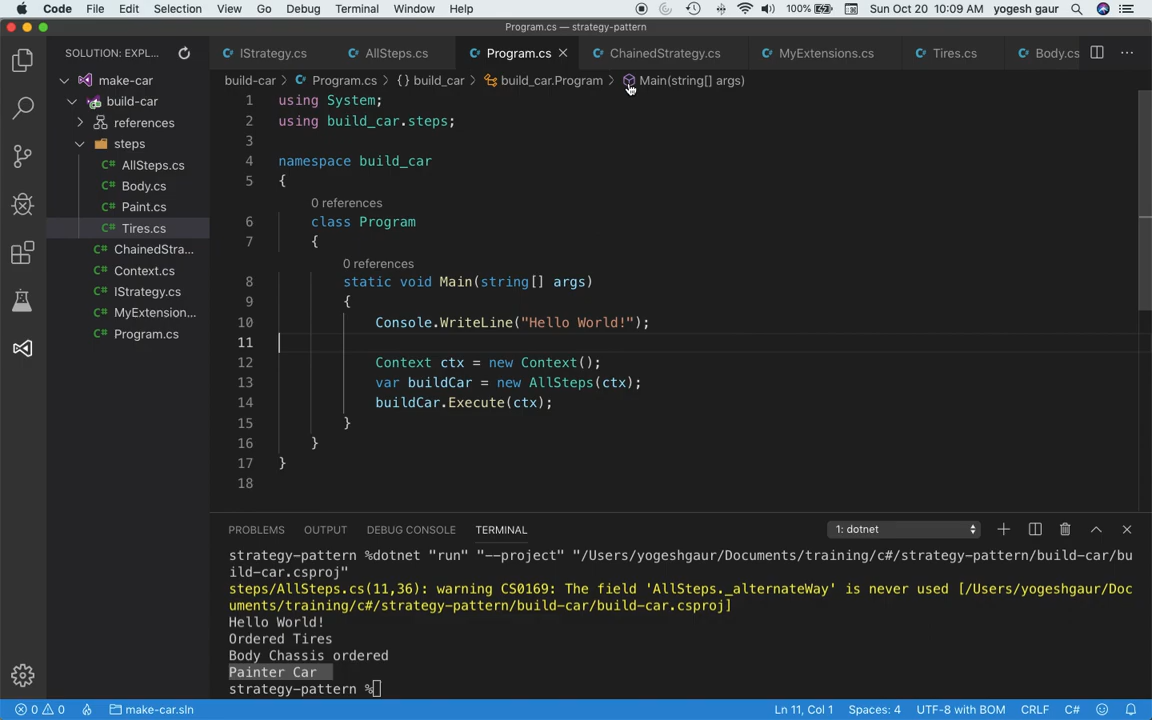 Code File Edit Selection View Go Debug Terminal Window Help 100% Sun Oct 20 10:09 AM yogesh gaur
Program.cs — strategy-pattern
SOLUTION: EXPL...
IStrategy.cs AllSteps.cs Program.cs ChainedStrategy.cs MyExtensions.cs Tires.cs Body.cs
build-car > Program.cs > {} build_car > build_car.Program > Main(string[] args)
make-car
build-car
references
steps
C# AllSteps.cs
C# Body.cs
C# Paint.cs
C# Tires.cs
C# ChainedStra...
C# Context.cs
C# IStrategy.cs
C# MyExtension...
C# Program.cs
1 using System;
2 using build_car.steps;
3
4 namespace build_car
5 {
0 references
6 class Program
7 {
0 references
8 static void Main(string[] args)
9 {
10 Console.WriteLine("Hello World!");
11
12 Context ctx = new Context();
13 var buildCar = new AllSteps(ctx);
14 buildCar.Execute(ctx);
15 }
16 }
17 }
18
PROBLEMS OUTPUT DEBUG CONSOLE TERMINAL 1: dotnet
strategy-pattern %dotnet "run" "--project" "/Users/yogeshgaur/Documents/training/c#/strategy-pattern/build-car/bu
ild-car.csproj"
steps/AllSteps.cs(11,36): warning CS0169: The field 'AllSteps._alternateWay' is never used [/Users/yogeshgaur/Doc
uments/training/c#/strategy-pattern/build-car/build-car.csproj]
Hello World!
Ordered Tires
Body Chassis ordered
Painter Car
strategy-pattern %
0 0 make-car.sln Ln 11, Col 1 Spaces: 4 UTF-8 with BOM CRLF C#